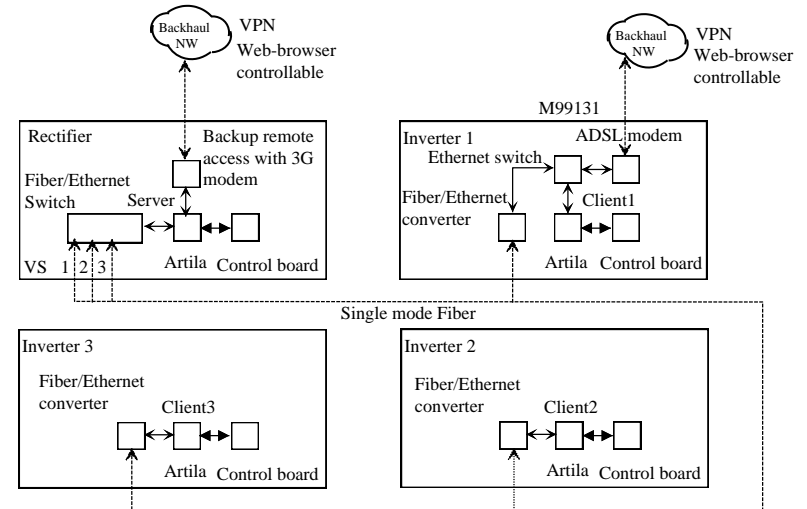 Backhaul
NW
VPN
Web-browser
controllable
Backhaul
NW
VPN
Web-browser
controllable
M99131
Rectifier
Backup remote
access with 3G
modem
Fiber/Ethernet
Switch
Server
VS 1 2 3
Artila
Control board
Inverter 1
ADSL modem
Ethernet switch
Fiber/Ethernet
converter
Client1
Artila
Control board
Single mode Fiber
Inverter 3
Fiber/Ethernet
converter
Client3
Artila
Control board
Inverter 2
Fiber/Ethernet
converter
Client2
Artila
Control board